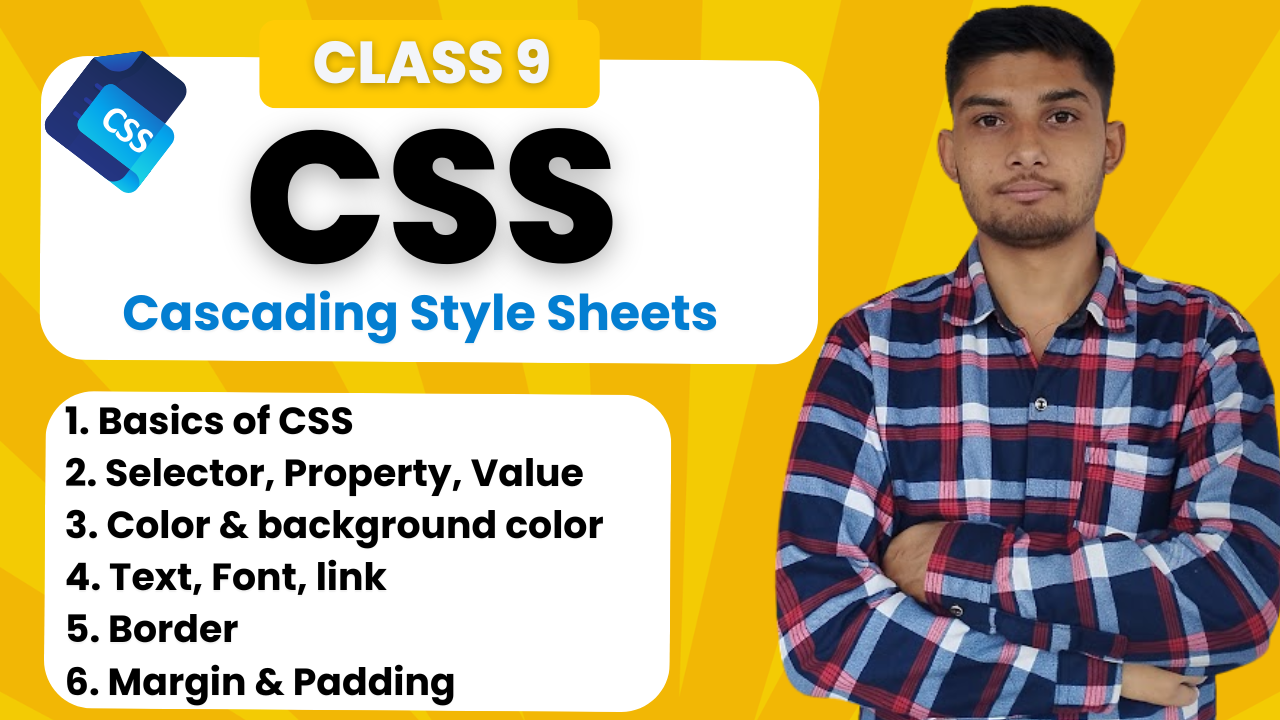 CLASS 9
CSS
CSS
Cascading Style Sheets
1. Basics of CSS
2. Selector, Property, Value
3. Color & background color
4. Text, Font, link
5. Border
6. Margin & Padding